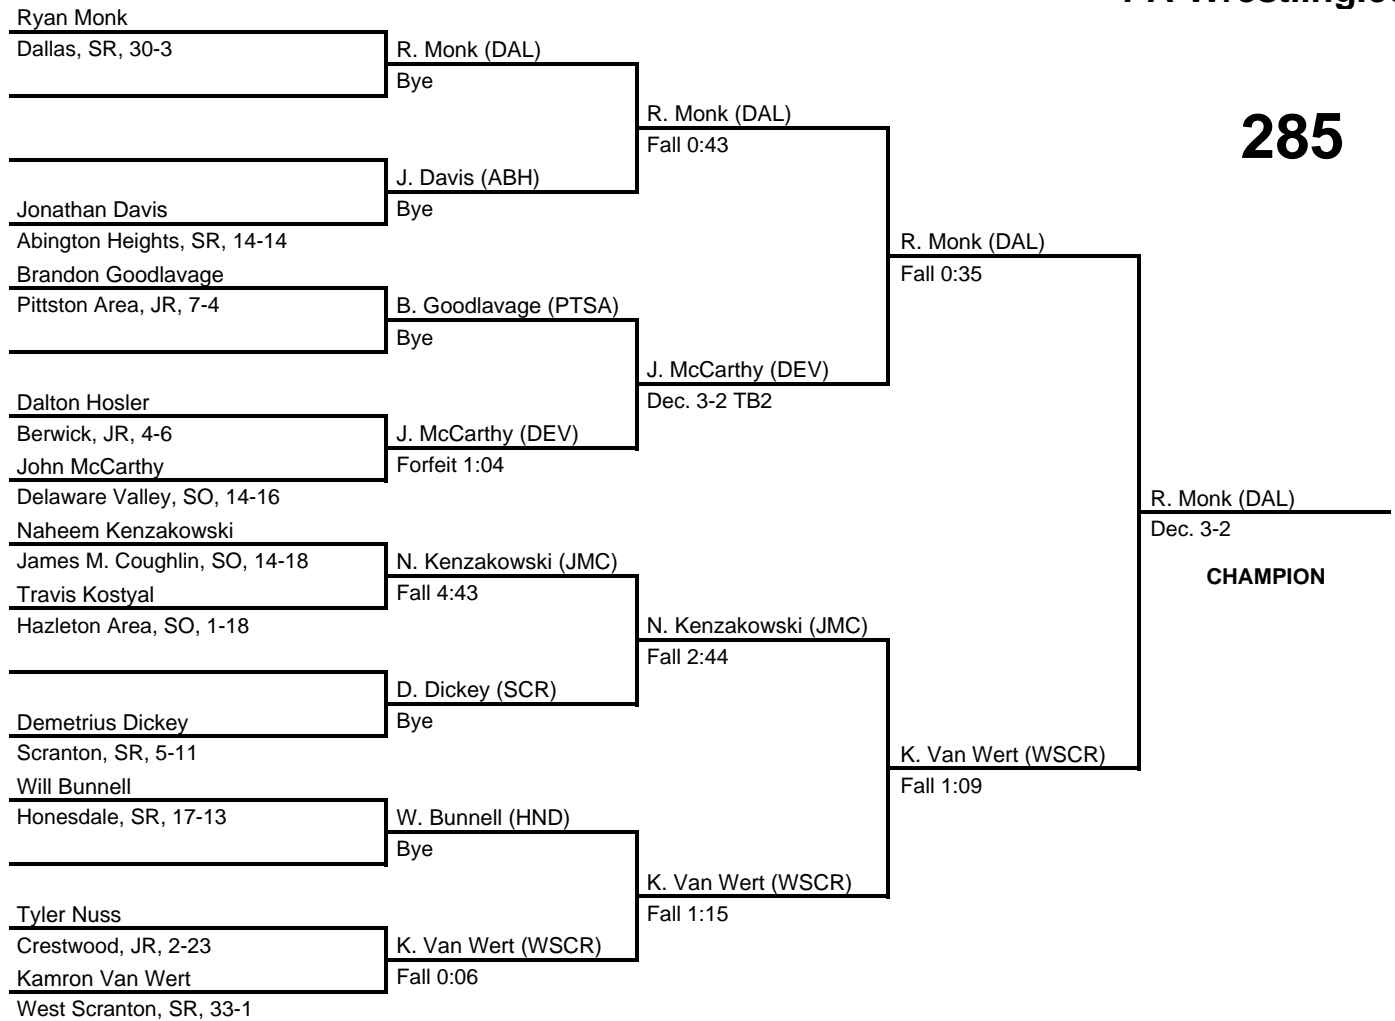 Ryan Monk
Dallas, SR, 30-3
R. Monk (DAL)
Bye
R. Monk (DAL)
Fall 0:43
285
J. Davis (ABH)
Bye
Jonathan Davis
Abington Heights, SR, 14-14
R. Monk (DAL)
Fall 0:35
Brandon Goodlavage
Pittston Area, JR, 7-4
B. Goodlavage (PTSA)
Bye
J. McCarthy (DEV)
Dec. 3-2 TB2
Dalton Hosler
Berwick, JR, 4-6
J. McCarthy (DEV)
Forfeit 1:04
John McCarthy
Delaware Valley, SO, 14-16
R. Monk (DAL)
Dec. 3-2
CHAMPION
Naheem Kenzakowski
James M. Coughlin, SO, 14-18
N. Kenzakowski (JMC)
Fall 4:43
Travis Kostyal
Hazleton Area, SO, 1-18
N. Kenzakowski (JMC)
Fall 2:44
D. Dickey (SCR)
Bye
Demetrius Dickey
Scranton, SR, 5-11
K. Van Wert (WSCR)
Fall 1:09
Will Bunnell
Honesdale, SR, 17-13
W. Bunnell (HND)
Bye
K. Van Wert (WSCR)
Fall 1:15
Tyler Nuss
Crestwood, JR, 2-23
K. Van Wert (WSCR)
Fall 0:06
Kamron Van Wert
West Scranton, SR, 33-1